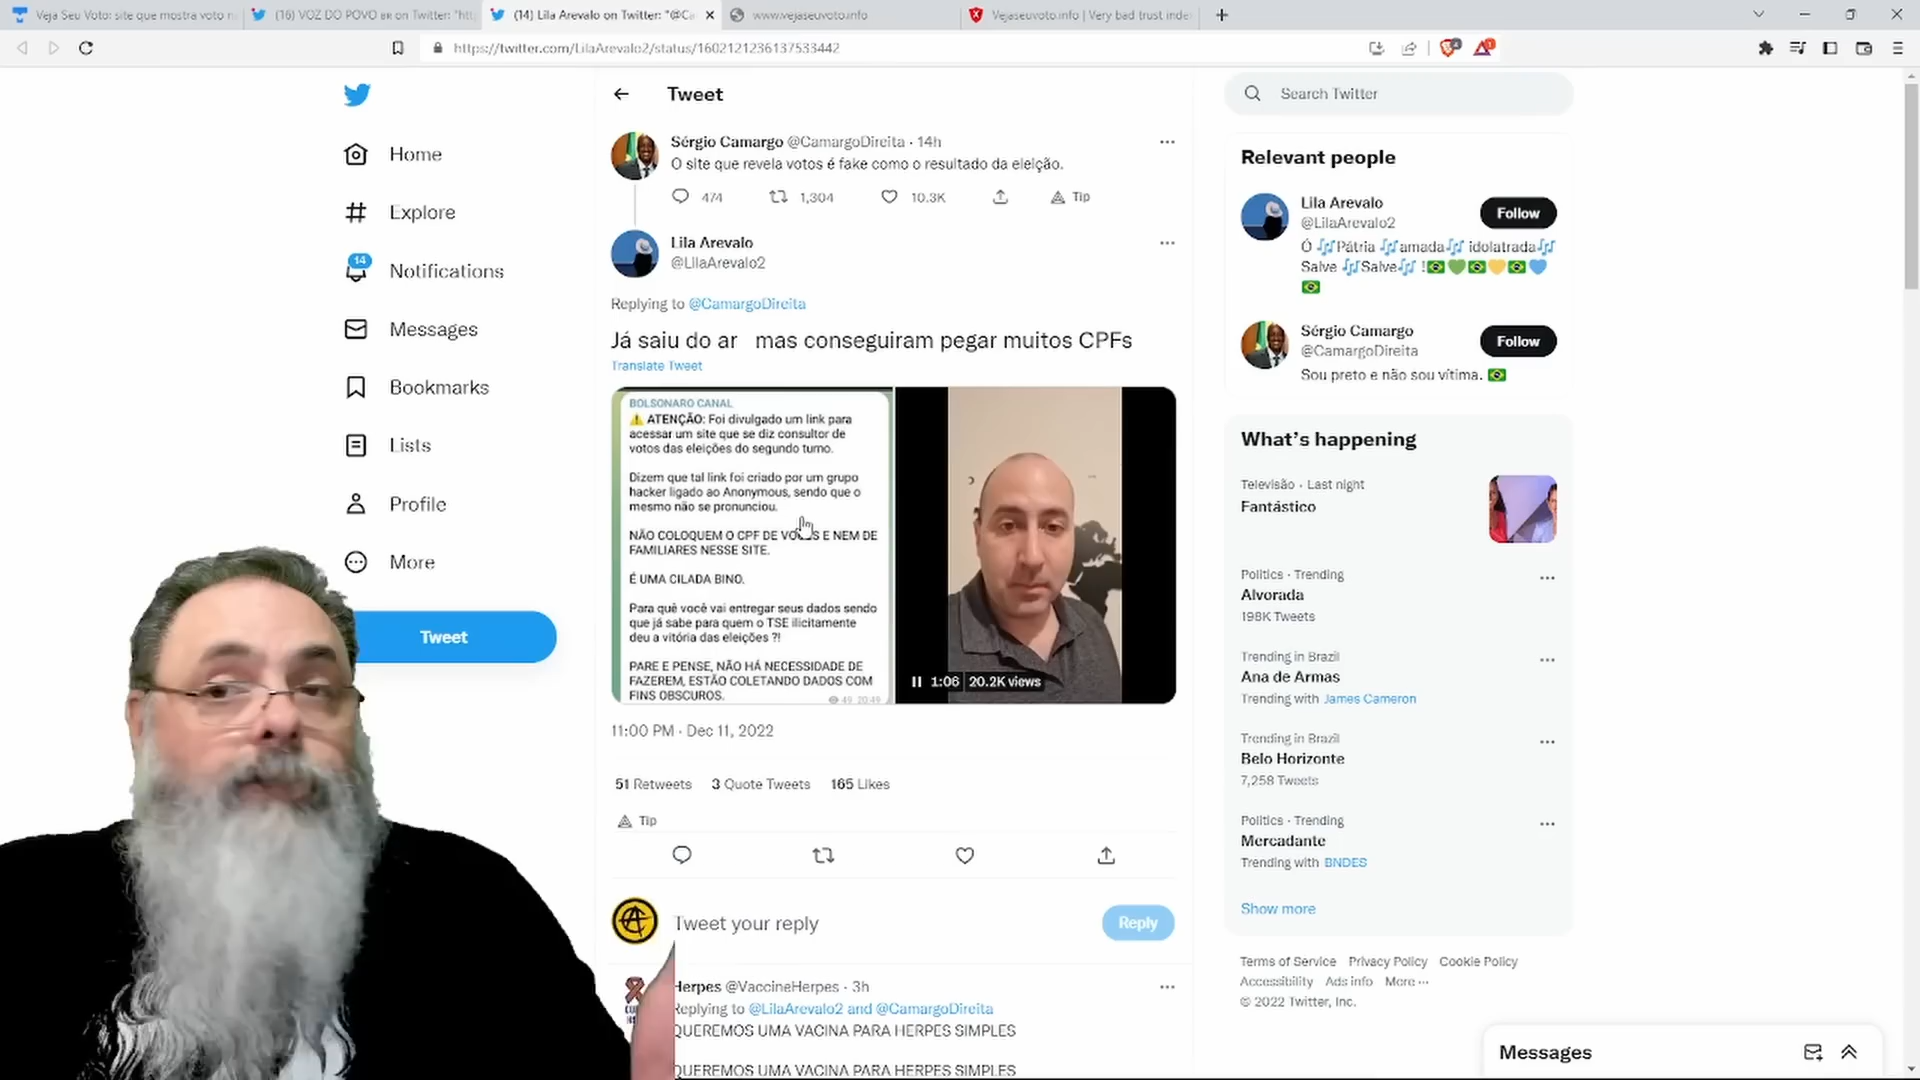 Veja Seu Voto: site que mostra voto n
(16) VOZ DO POVO BR on Twitter: "htt
(14) Lila Arevalo on Twitter: "@Ca
www.vejaseuvoto.info
Vejaseuvoto.info | Very bad trust inde
https://twitter.com/LilaArevalo2/status/1602121236137533442
Home
Explore
14
Notifications
Messages
Bookmarks
Lists
Profile
More
Tweet
Tweet
Sérgio Camargo @CamargoDireita · 14h
O site que revela votos é fake como o resultado da eleição.
474
1,304
10.3K
Tip
Lila Arevalo
@LilaArevalo2
Replying to @CamargoDireita
Já saiu do ar mas conseguiram pegar muitos CPFs
Translate Tweet
BOLSONARO CANAL
⚠️ ATENÇÃO: Foi divulgado um link para
acessar um site que se diz consultor de
votos das eleições do segundo turno.
Dizem que tal link foi criado por um grupo
hacker ligado ao Anonymous, sendo que o
mesmo não se pronunciou.
NÃO COLOQUEM O CPF DE VOCÊS E NEM DE
FAMILIARES NESSE SITE.
É UMA CILADA BINO.
Para quê você vai entregar seus dados sendo
que já sabe para quem o TSE ilicitamente
deu a vitória das eleições ?!
PARE E PENSE, NÃO HÁ NECESSIDADE DE
FAZEREM, ESTÃO COLETANDO DADOS COM
FINS OBSCUROS.
49 20:49
1:06
20.2K views
11:00 PM · Dec 11, 2022
51 Retweets
3 Quote Tweets
165 Likes
Tip
Tweet your reply
Reply
Herpes @VaccineHerpes · 3h
Replying to @LilaArevalo2 and @CamargoDireita
QUEREMOS UMA VACINA PARA HERPES SIMPLES
QUEREMOS UMA VACINA PARA HERPES SIMPLES
Search Twitter
Relevant people
Lila Arevalo
@LilaArevalo2
Follow
Ó 🎶Pátria 🎶amada🎶 idolatrada🎶
Salve 🎶Salve🎶 !🇧🇷💚🇧🇷💛🇧🇷💙
🇧🇷
Sérgio Camargo
@CamargoDireita
Follow
Sou preto e não sou vítima. 🇧🇷
What's happening
Televisão · Last night
Fantástico
Politics · Trending
Alvorada
198K Tweets
Trending in Brazil
Ana de Armas
Trending with James Cameron
Trending in Brazil
Belo Horizonte
7,258 Tweets
Politics · Trending
Mercadante
Trending with BNDES
Show more
Terms of Service Privacy Policy Cookie Policy
Accessibility Ads info More ···
© 2022 Twitter, Inc.
Messages